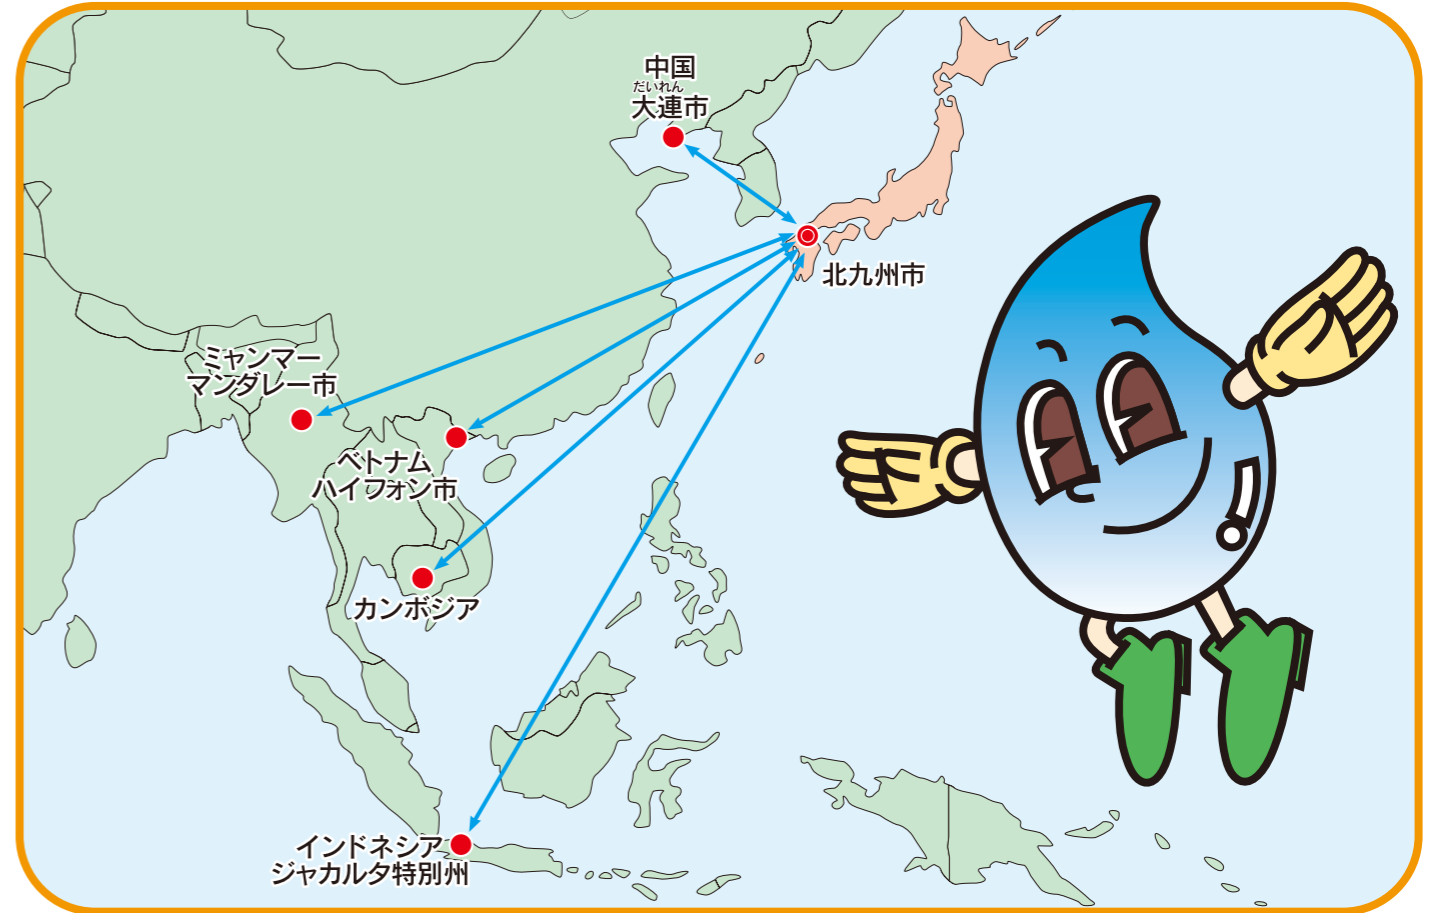 中国
だいれん
大連市
北九州市
ミャンマー
マンダレー市
ベトナム
ハイフォン市
カンボジア
インドネシア
ジャカルタ特別州